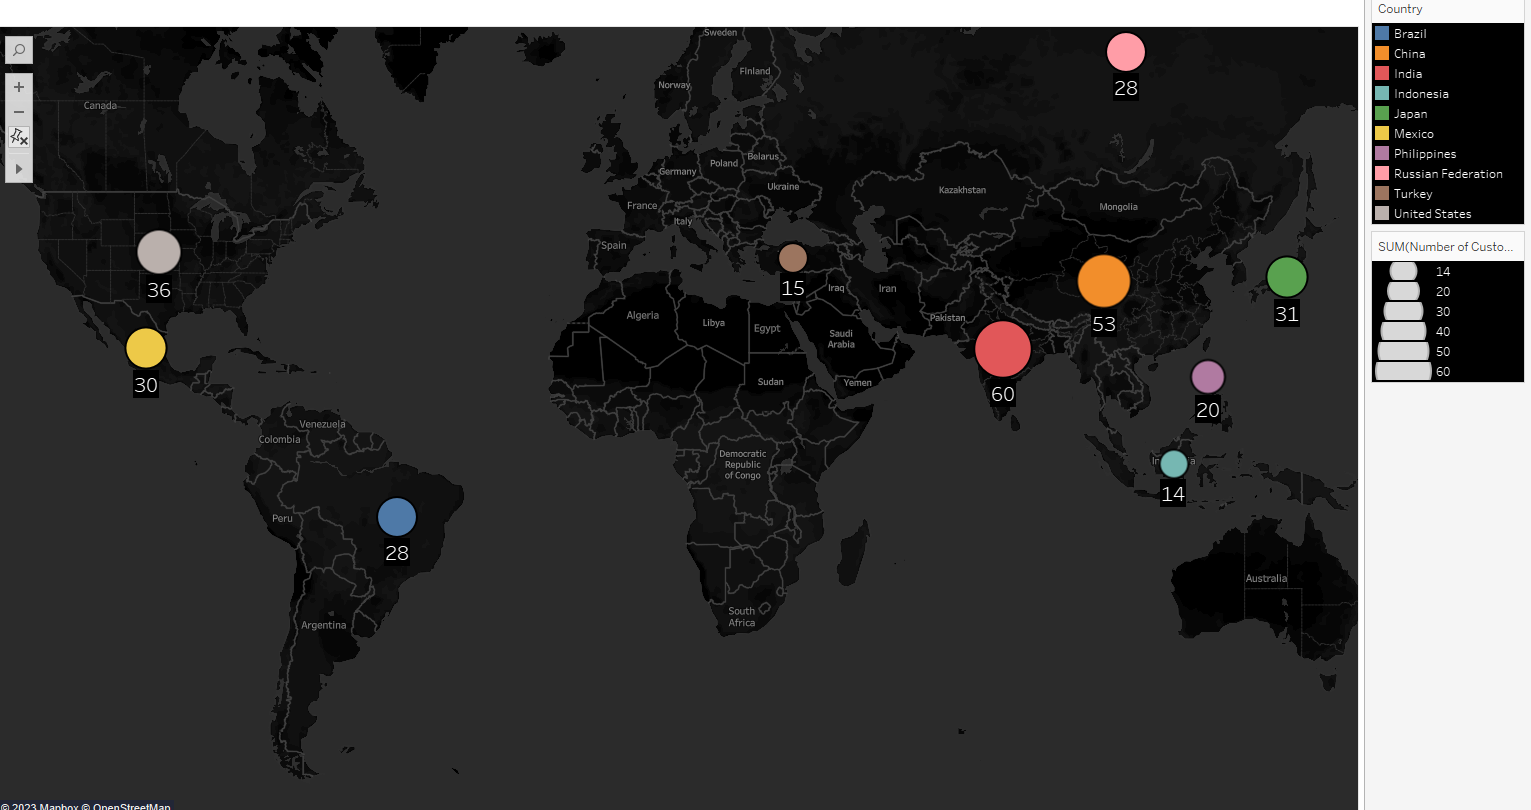 Sweden
Finland
Norway
Canada
28
Belarus
Poland
Germany
Ukraine
Kazakhstan
France
Mongolia
Italy
Spain
36
15
Iraq
Iran
Algeria
Libya
Egypt
Pakistan
53
31
Saudi
Arabia
30
Sudan
Yemen
60
20
Venezuela
Colombia
Democratic
Republic
of Congo
14
Peru
28
Australia
South
Africa
Argentina
© 2023 Mapbox © OpenStreetMap
Country
Brazil
China
India
Indonesia
Japan
Mexico
Philippines
Russian Federation
Turkey
United States
SUM(Number of Custo...
14
20
30
40
50
60